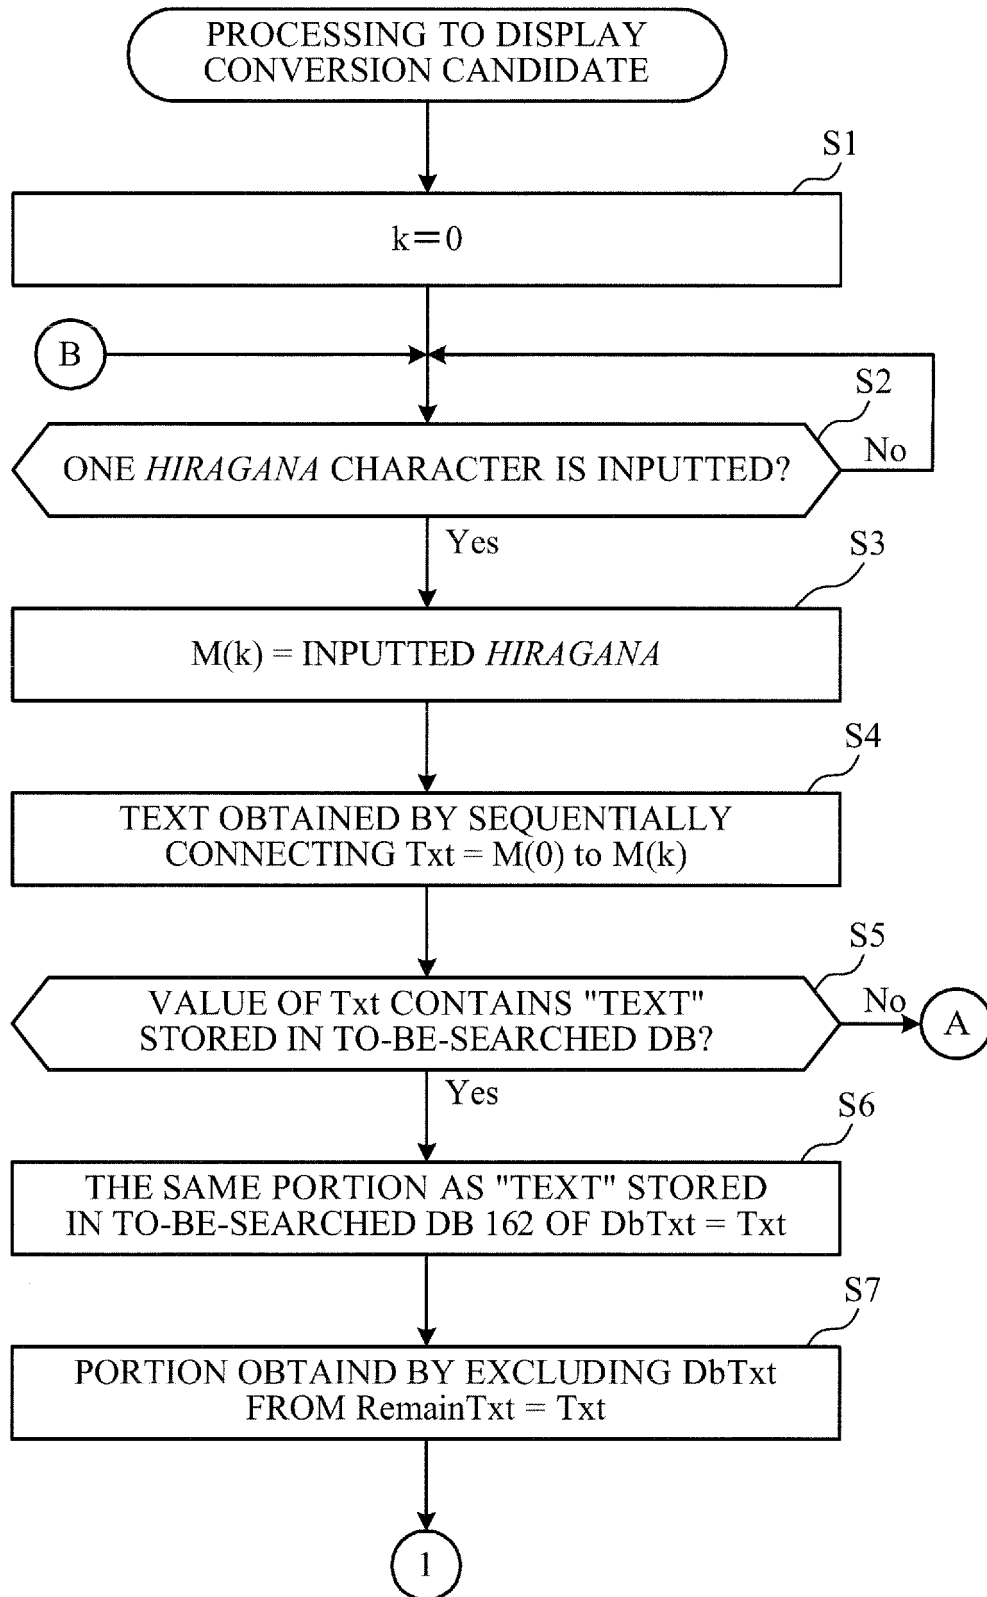 PROCESSING TO DISPLAY
CONVERSION CANDIDATE
S1
k=0
B
S2
ONE HIRAGANA CHARACTER IS INPUTTED?
No
Yes
S3
M(k) = INPUTTED HIRAGANA
S4
TEXT OBTAINED BY SEQUENTIALLY
CONNECTING Txt = M(0) to M(k)
S5
VALUE OF Txt CONTAINS "TEXT"
STORED IN TO-BE-SEARCHED DB?
No
A
Yes
S6
THE SAME PORTION AS "TEXT" STORED
IN TO-BE-SEARCHED DB 162 OF DbTxt = Txt
S7
PORTION OBTAIND BY EXCLUDING DbTxt
FROM RemainTxt = Txt
1